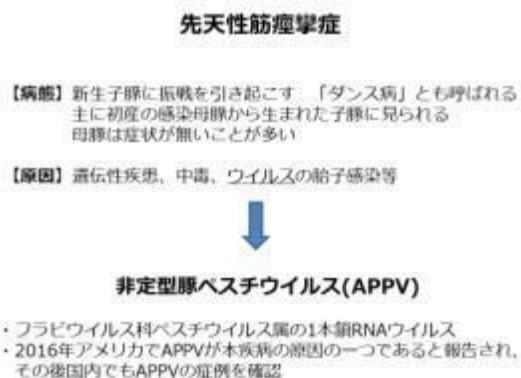 先天性筋痙攣症
【病態】新生子豚に振戦を引き起こす　「ダンス病」とも呼ばれる
主に初産の感染母豚から生まれた子豚に見られる
母豚は症状が無いことが多い
【原因】遺伝性疾患、中毒、ウイルスの胎子感染等
非定型豚ペスチウイルス(APPV)
・フラビウイルス科ペスチウイルス属の1本鎖RNAウイルス
・2016年アメリカでAPPVが本疾病の原因の一つであると報告され,
その後国内でもAPPVの症例を確認